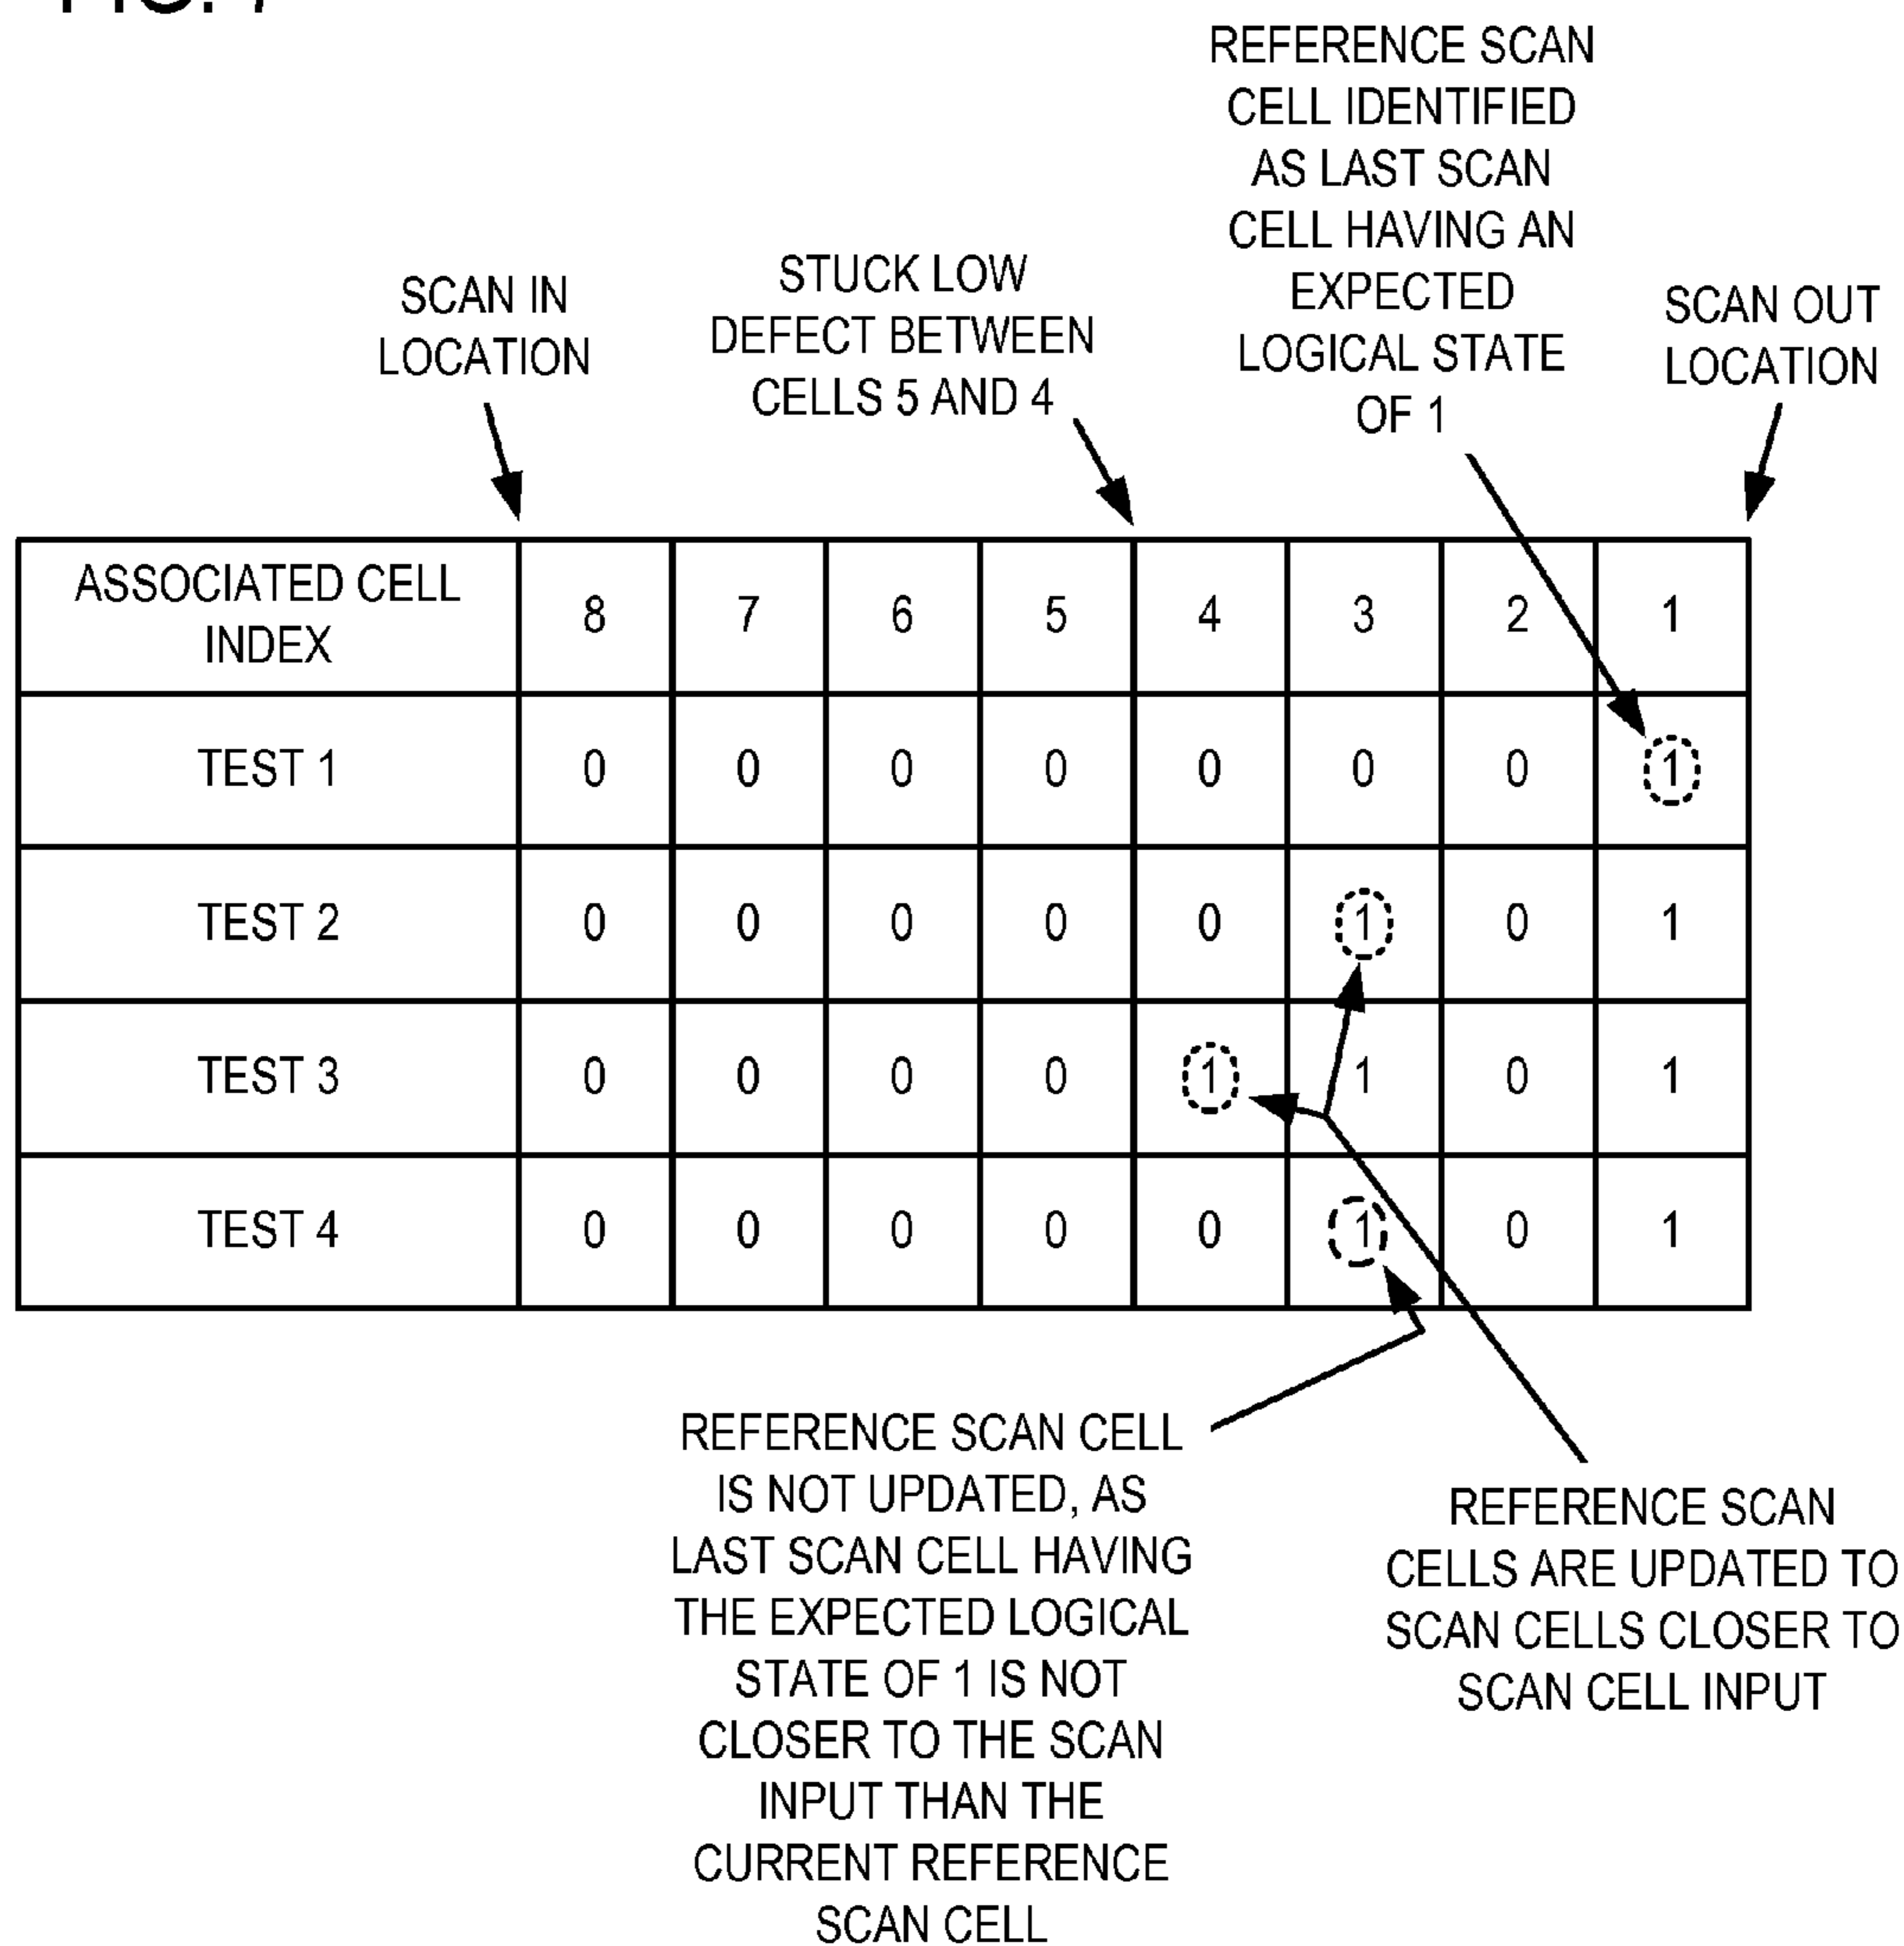 REFERENCE SCAN
CELL IDENTIFIED
AS LAST SCAN
CELL HAVING AN
EXPECTED
LOGICAL STATE
OF 1
SCAN IN
LOCATION
STUCK LOW
DEFECT BETWEEN
CELLS 5 AND 4
SCAN OUT
LOCATION
ASSOCIATED CELL
INDEX
8 7 6 5 4 3 2 1
TEST 1 0 0 0 0 0 0 0 1
TEST 2 0 0 0 0 0 1 0 1
TEST 3 0 0 0 0 1 1 0 1
TEST 4 0 0 0 0 0 1 0 1
REFERENCE SCAN CELL
IS NOT UPDATED, AS
LAST SCAN CELL HAVING
THE EXPECTED LOGICAL
STATE OF 1 IS NOT
CLOSER TO THE SCAN
INPUT THAN THE
CURRENT REFERENCE
SCAN CELL
REFERENCE SCAN
CELLS ARE UPDATED TO
SCAN CELLS CLOSER TO
SCAN CELL INPUT